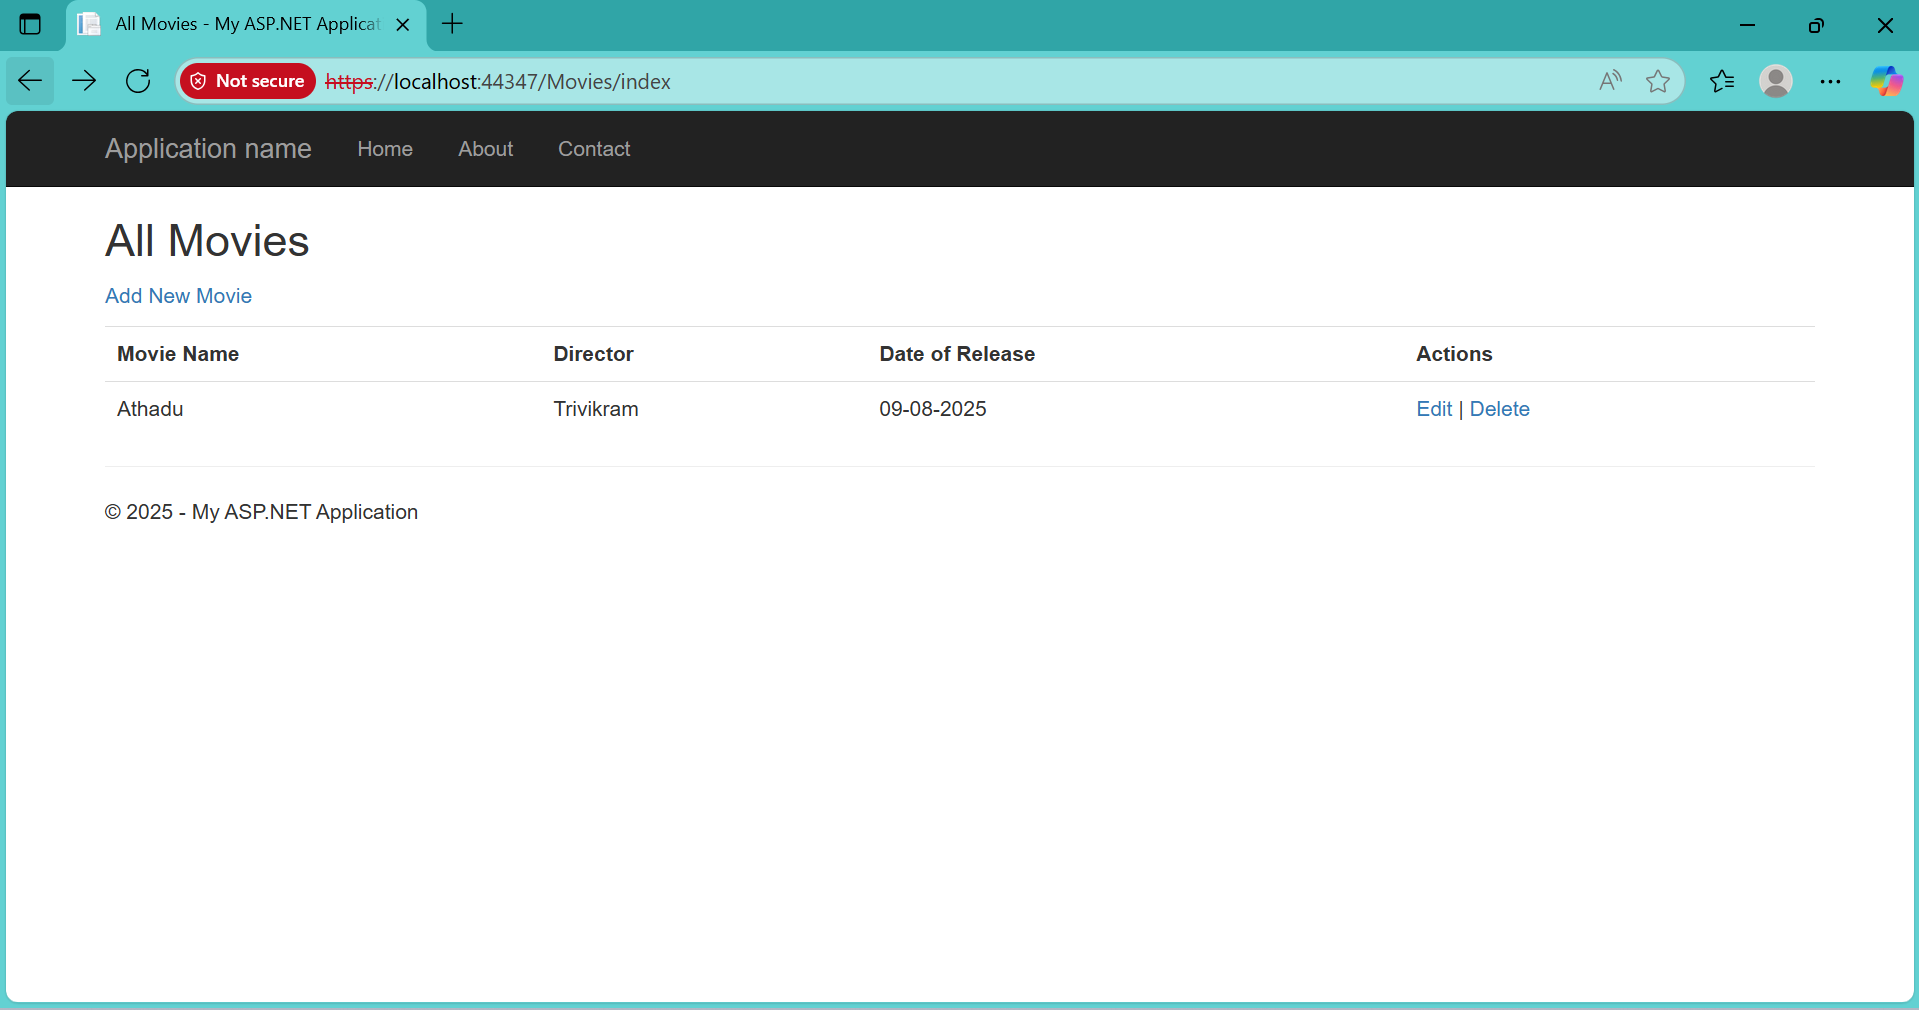 All Movies - My ASP.NET Applicat
Not secure https://localhost:44347/Movies/index
Application name Home About Contact
All Movies
Add New Movie
Movie Name Director Date of Release Actions
Athadu Trivikram 09-08-2025 Edit | Delete
© 2025 - My ASP.NET Application